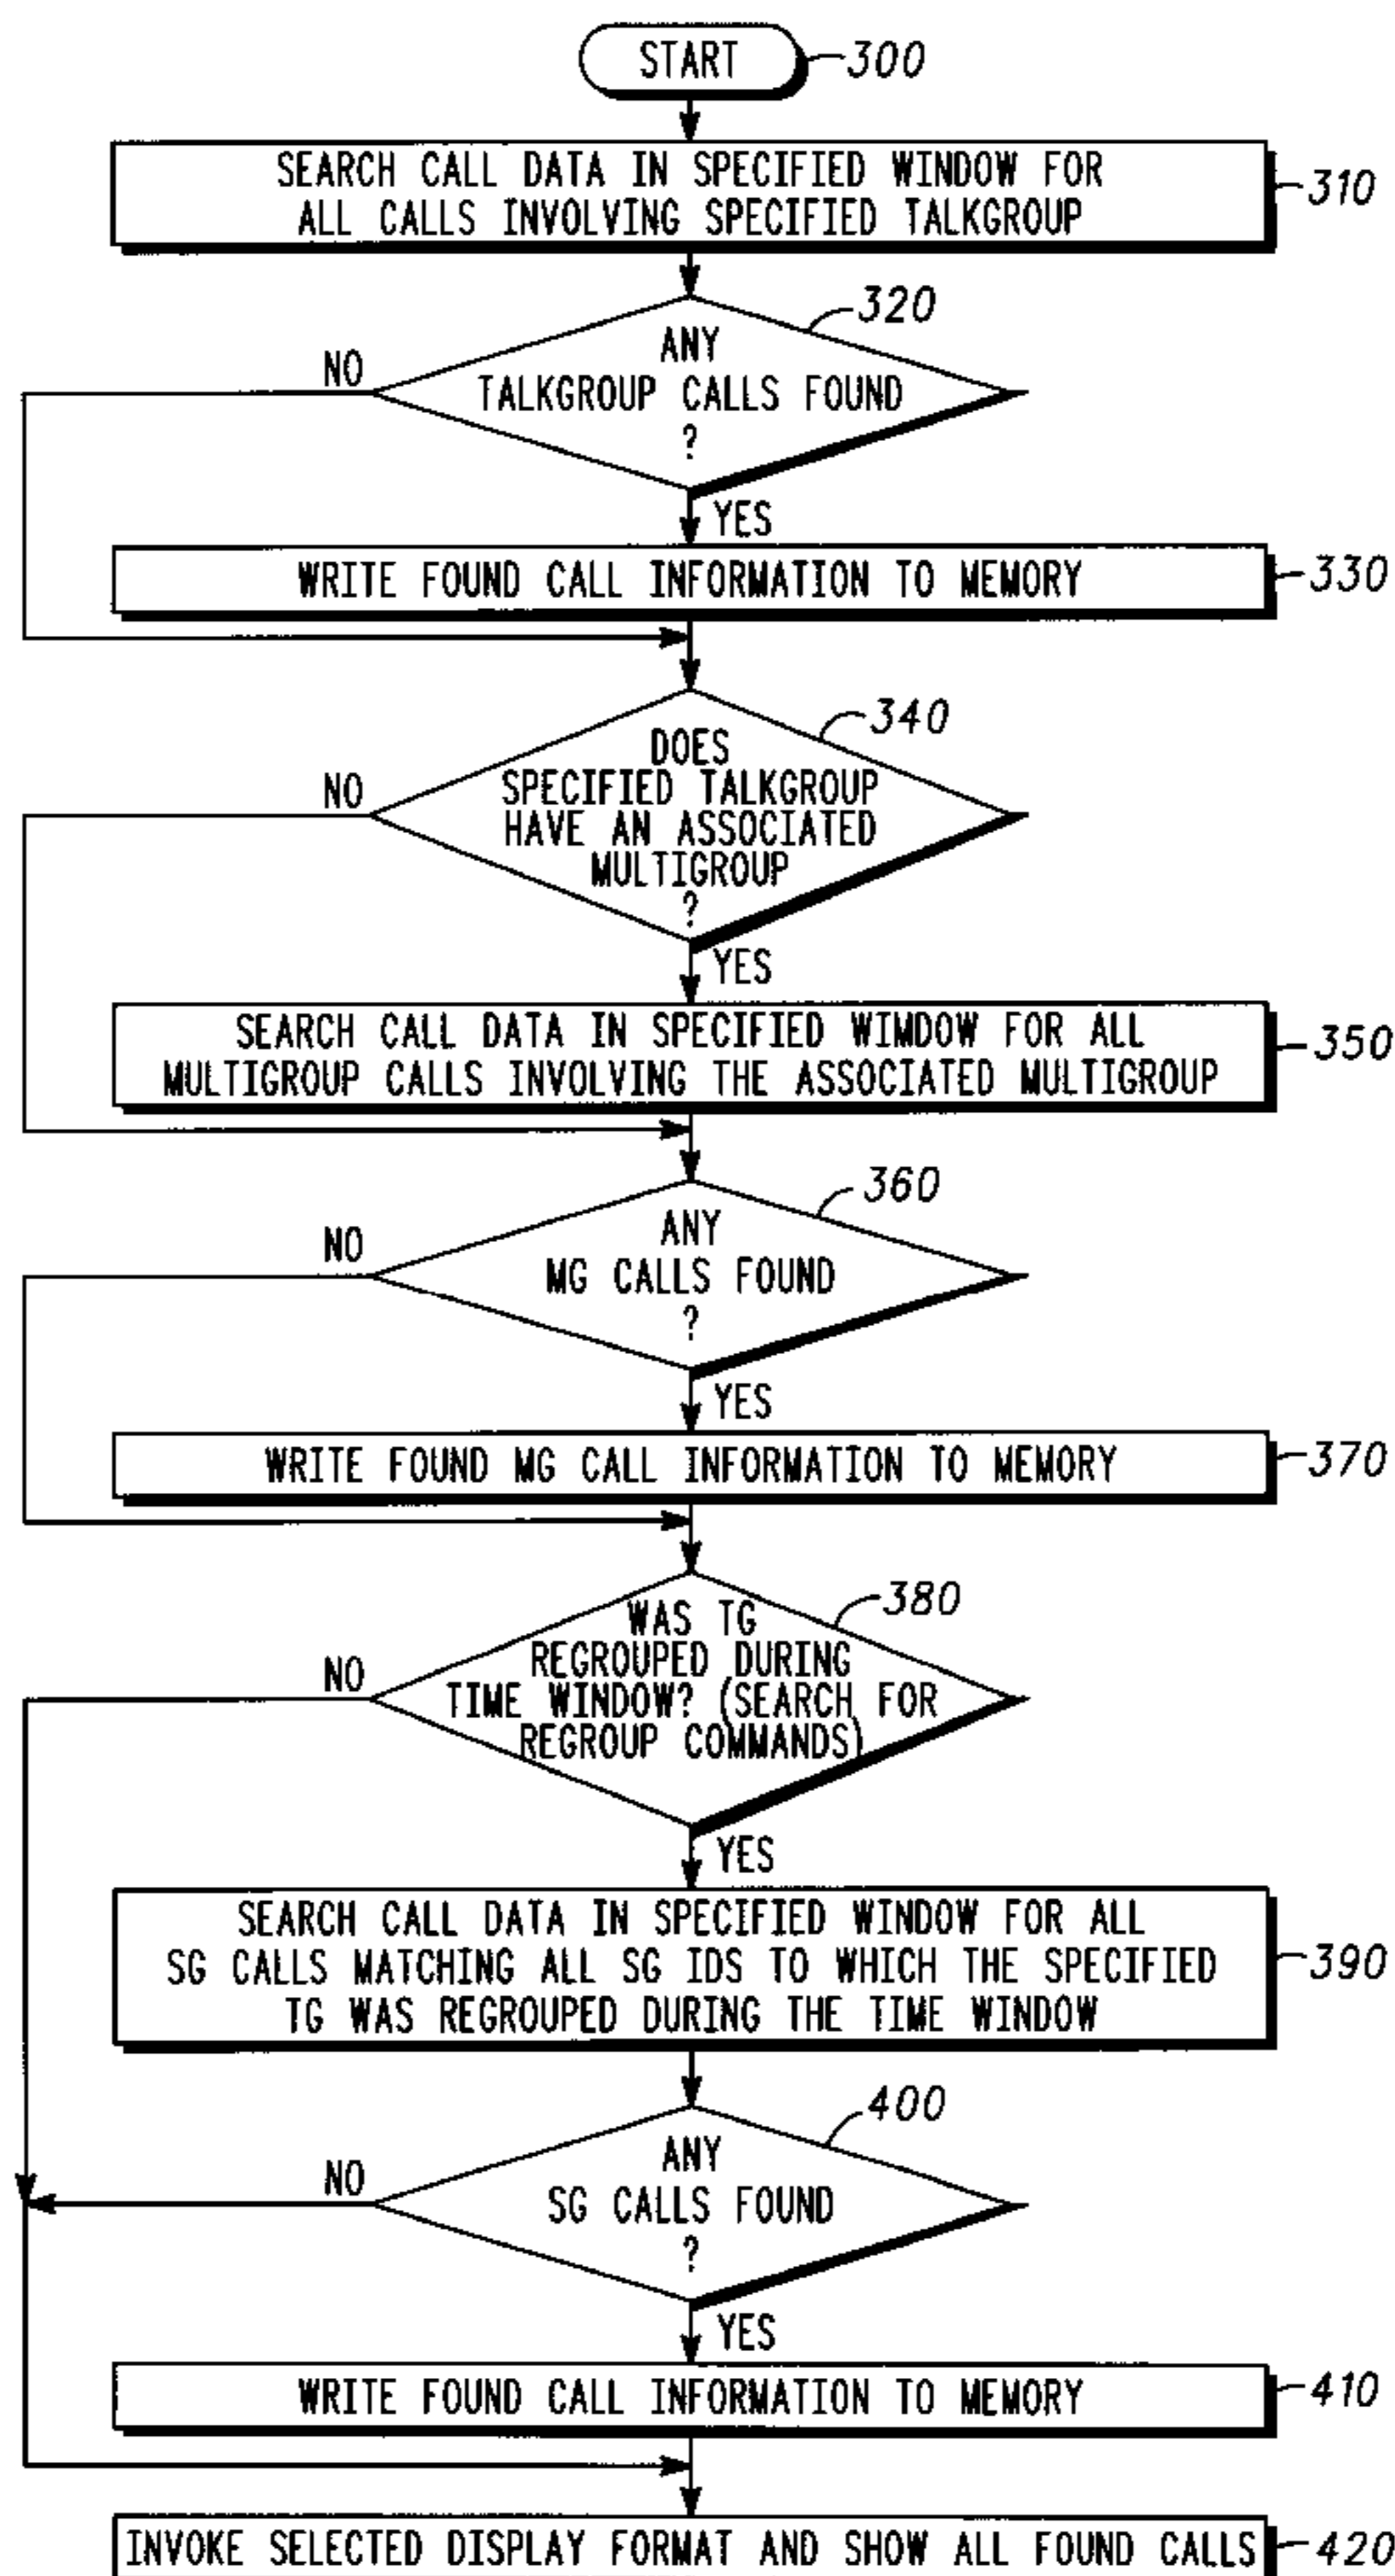 START 300
SEARCH CALL DATA IN SPECIFIED WINDOW FOR
ALL CALLS INVOLVING SPECIFIED TALKGROUP
310
320
ANY
TALKGROUP CALLS FOUND
?
NO
YES
WRITE FOUND CALL INFORMATION TO MEMORY 330
340
DOES
SPECIFIED TALKGROUP
HAVE AN ASSOCIATED
MULTIGROUP
?
NO
YES
SEARCH CALL DATA IN SPECIFIED WIMDOW FOR ALL
MULTIGROUP CALLS INVOLVING THE ASSOCIATED MULTIGROUP
350
360
ANY
MG CALLS FOUND
?
NO
YES
WRITE FOUND MG CALL INFORMATION TO MEMORY 370
380
WAS TG
REGROUPED DURING
TIME WINDOW? (SEARCH FOR
REGROUP COMMANDS)
NO
YES
SEARCH CALL DATA IN SPECIFIED WINDOW FOR ALL
SG CALLS MATCHING ALL SG IDS TO WHICH THE SPECIFIED
TG WAS REGROUPED DURING THE TIME WINDOW
390
400
ANY
SG CALLS FOUND
?
NO
YES
WRITE FOUND CALL INFORMATION TO MEMORY 410
INVOKE SELECTED DISPLAY FORMAT AND SHOW ALL FOUND CALLS 420